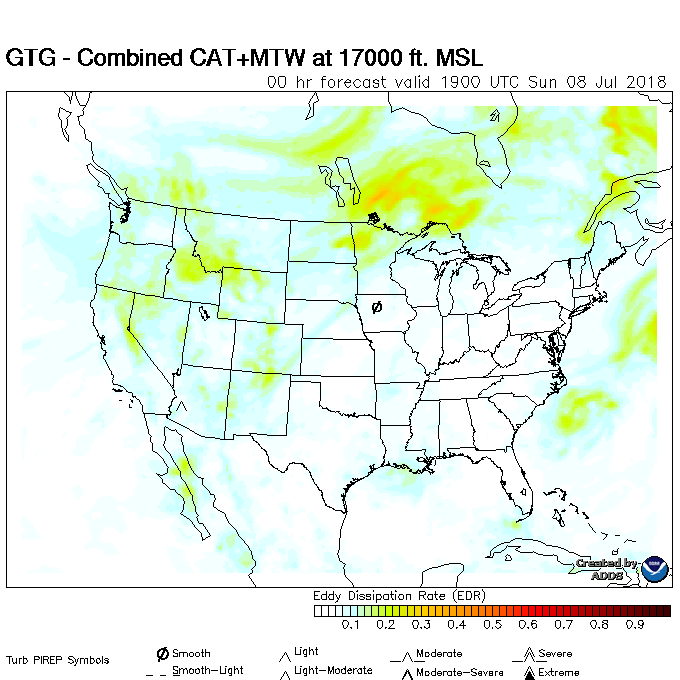 GTG - Combined CAT+MTW at 17000 ft. MSL
00 hr forecast valid 1900 UTC Sun 08 Jul 2018
Created by
ADDS
Eddy Dissipation Rate (EDR)
0.1 0.2 0.3 0.4 0.5 0.6 0.7 0.8 0.9
Turb PIREP Symbols
Smooth Light Moderate Severe
Smooth-Light Light-Moderate Moderate-Severe Extreme